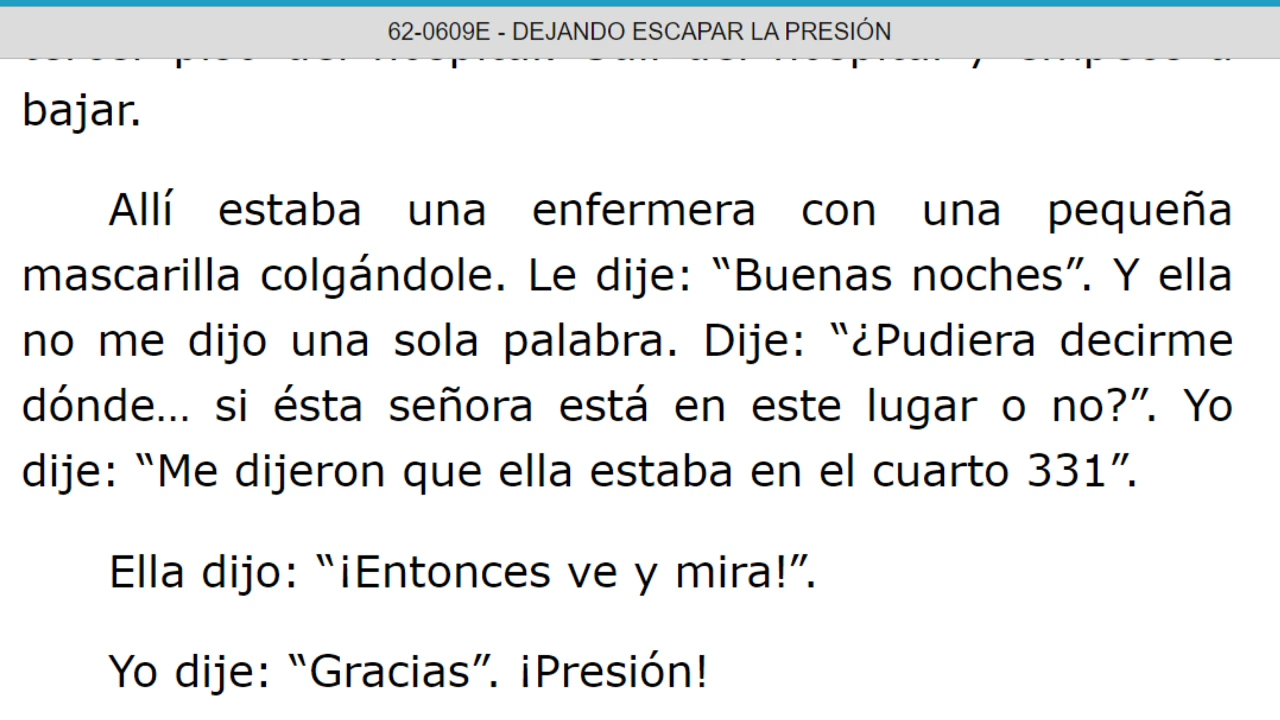 62-0609E - DEJANDO ESCAPAR LA PRESIÓN
bajar.
Allí estaba una enfermera con una pequeña
mascarilla colgándole. Le dije: “Buenas noches”. Y ella
no me dijo una sola palabra. Dije: “¿Pudiera decirme
dónde… si ésta señora está en este lugar o no?”. Yo
dije: “Me dijeron que ella estaba en el cuarto 331”.
Ella dijo: “¡Entonces ve y mira!”.
Yo dije: “Gracias”. ¡Presión!